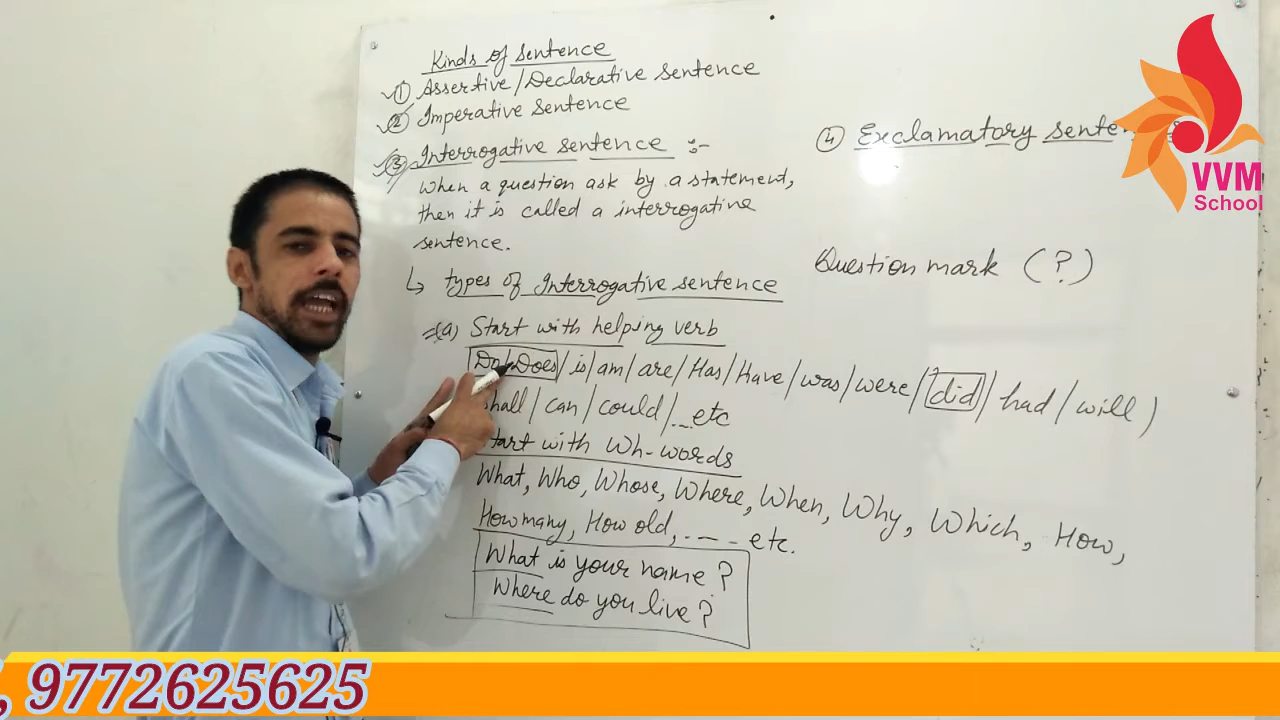 Kinds of sentence
① Assertive/Declarative sentence
② Imperative sentence
③ Interrogative sentence :-
When a question ask by a statement,
then it is called a interrogative
sentence.
↳ types of Interrogative sentence
(a) Start with helping verb
Do/Does/is/am/are/Has/Have/was/were/did/had/will)
shall/can/could/...etc
Start with Wh-words
What, Who, Whose, Where, When, Why, Which, How,
How many, How old, ---- etc.
What is your name?
Where do you live?
④ Exclamatory sentence
Question mark (?)
VVM
School
, 9772625625